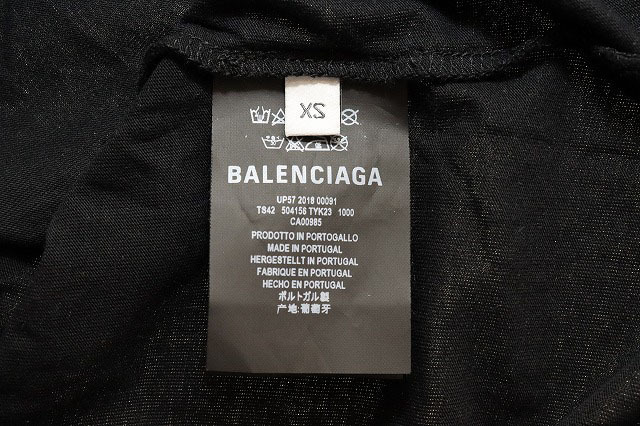 XS
BALENCIAGA
UP57 2018 00091
TS42 504156 TYK23 1000
CA00985
PRODOTTO IN PORTOGALLO
MADE IN PORTUGAL
HERGESTELLT IN PORTUGAL
FABRIQUE EN PORTUGAL
HECHO EN PORTUGAL
ポルトガル製
产地:葡萄牙